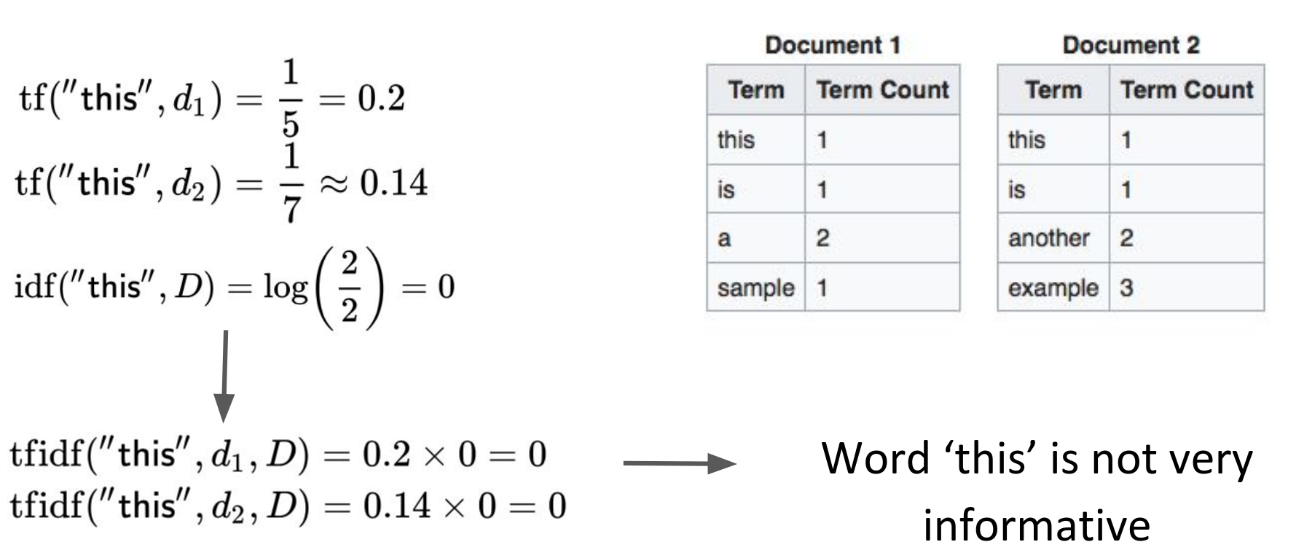 tf("this", d₁) = 1/5 = 0.2
tf("this", d₂) = 1/7 ≈ 0.14
idf("this", D) = log(2/2) = 0
tfidf("this", d₁, D) = 0.2 × 0 = 0
tfidf("this", d₂, D) = 0.14 × 0 = 0
Document 1
Term Term Count
this 1
is 1
a 2
sample 1
Document 2
Term Term Count
this 1
is 1
another 2
example 3
Word ‘this’ is not very
informative